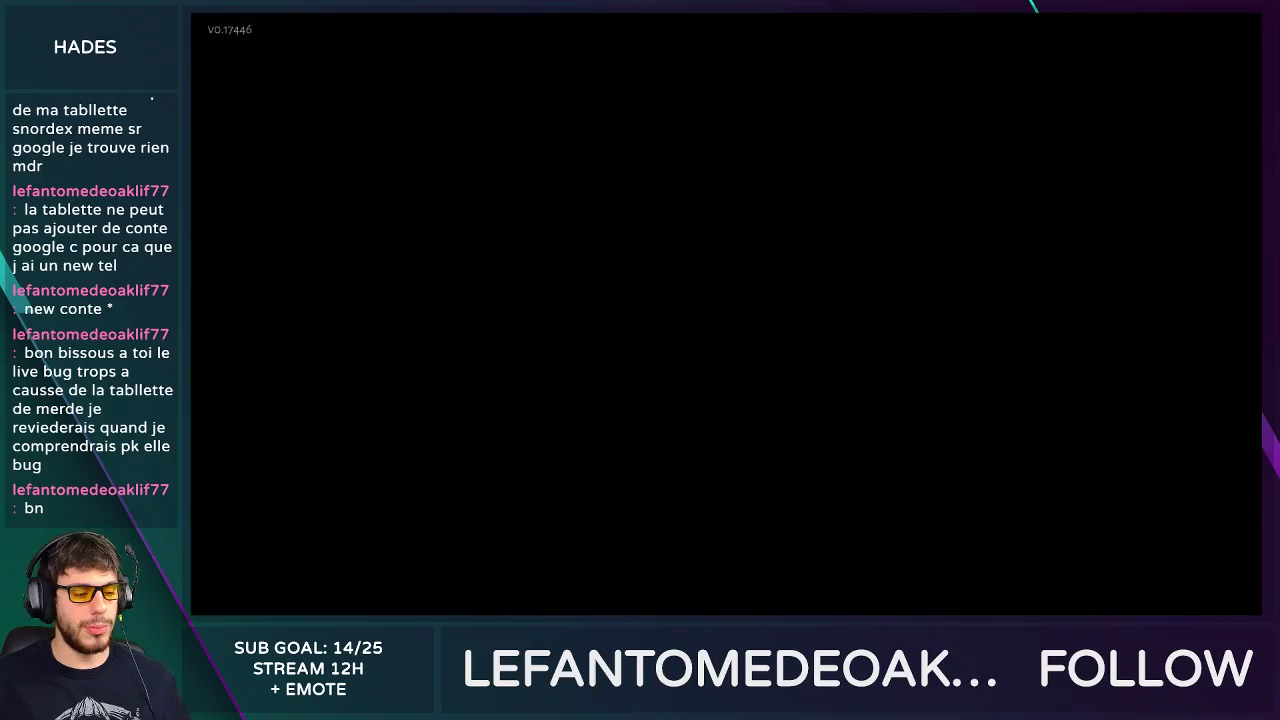 HADES
v0.17446
de ma tabllette
snordex meme sr
google je trouve rien
mdr
lefantomedeoaklif77
: la tablette ne peut
pas ajouter de conte
google c pour ca que
j ai un new tel
lefantomedeoaklif77
: new conte *
lefantomedeoaklif77
: bon bissous a toi le
live bug trops a
causse de la tabllette
de merde je
reviederais quand je
comprendrais pk elle
bug
lefantomedeoaklif77
: bn
SUB GOAL: 14/25
STREAM 12H
+ EMOTE
LEFANTOMEDEOAK... FOLLOW